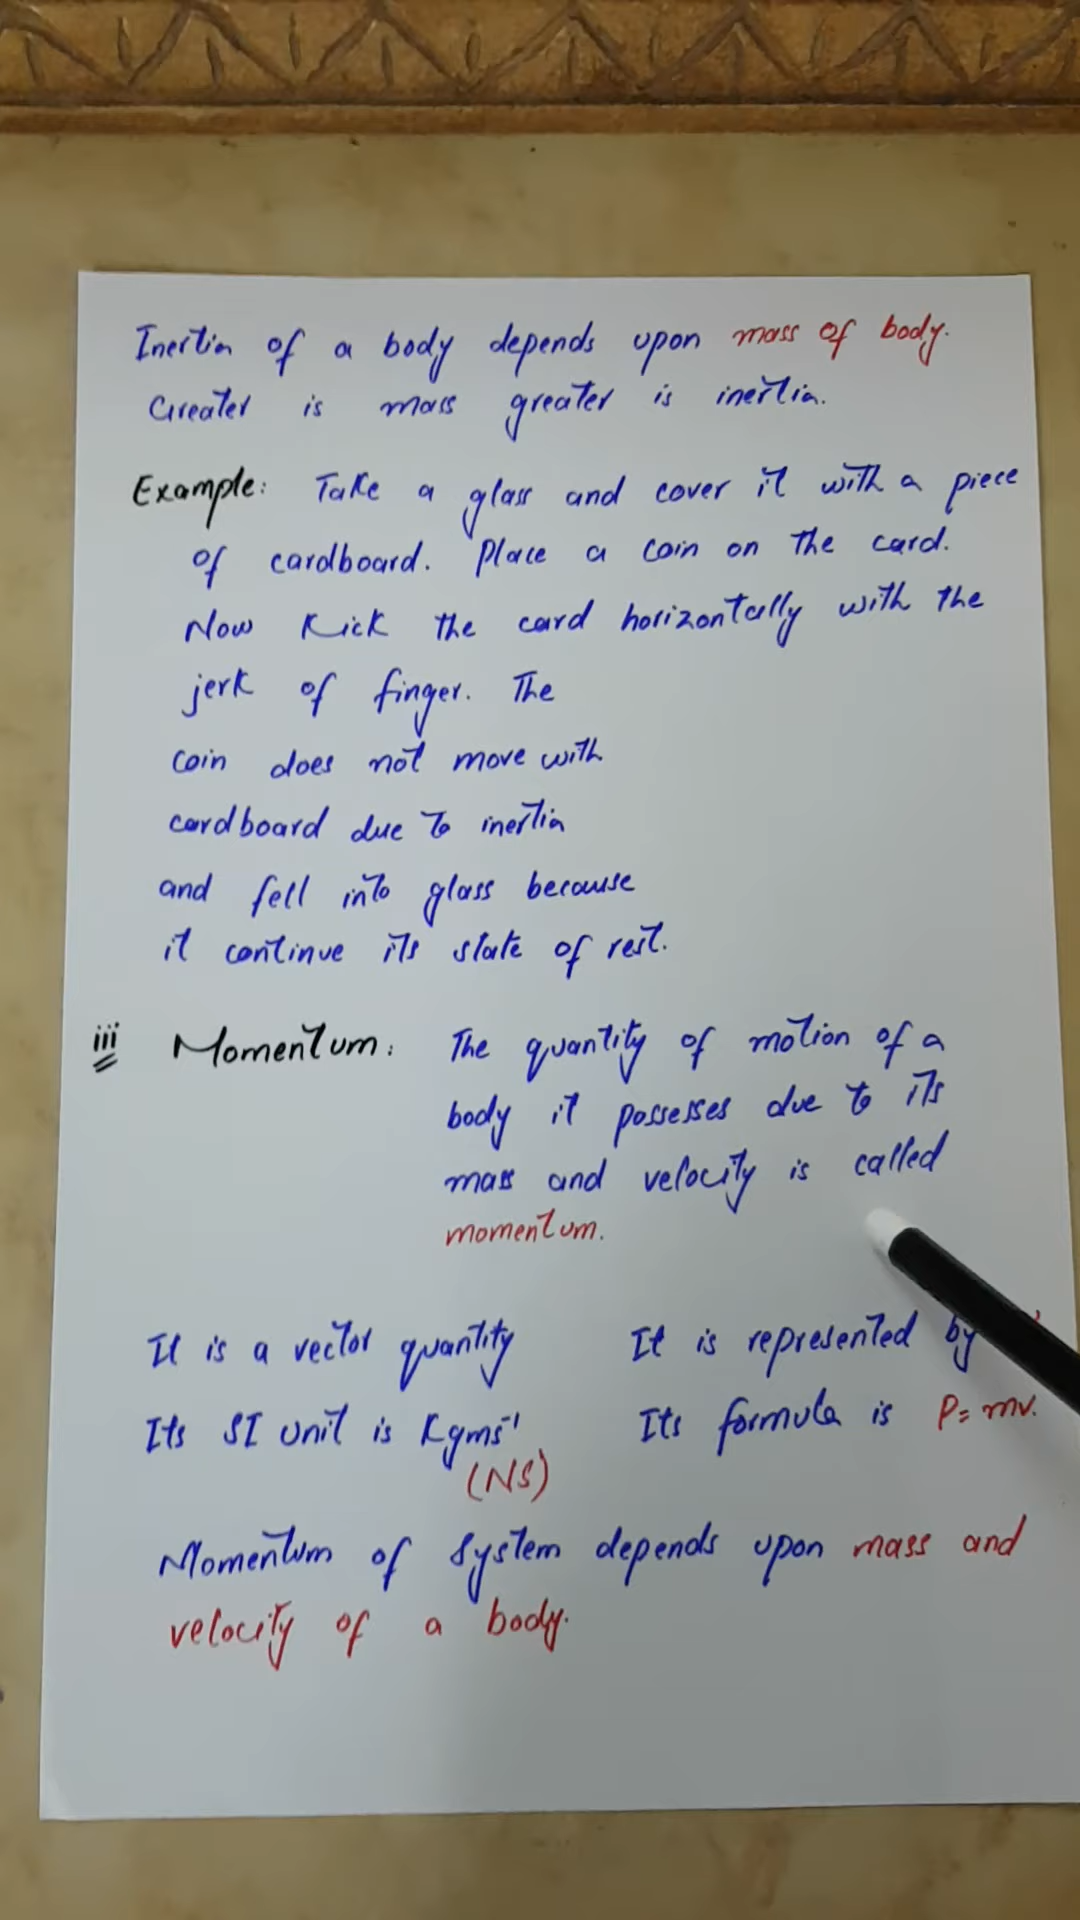 Inertia of a body depends upon mass of body.
Greater is mass greater is inertia.
Example: Take a glass and cover it with a piece
of cardboard. Place a coin on the card.
Now Kick the card horizontally with the
jerk of finger. The
coin does not move with
cardboard due to inertia
and fell into glass because
it continue its state of rest.
iii Momentum: The quantity of motion of a
body it possesses due to its
mass and velocity is called
momentum.
It is a vector quantity It is represented by
Its SI Unit is Kgms⁻¹ Its formula is P= mv.
(NS)
Momentum of System depends upon mass and
velocity of a body.